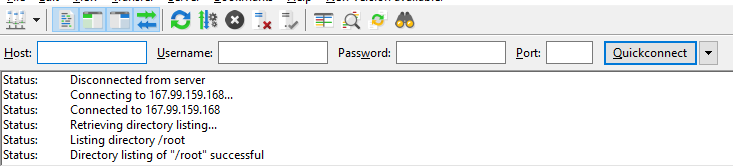 Host: Username: Password: Port: Quickconnect
Status: Disconnected from server
Status: Connecting to 167.99.159.168...
Status: Connected to 167.99.159.168
Status: Retrieving directory listing...
Status: Listing directory /root
Status: Directory listing of "/root" successful